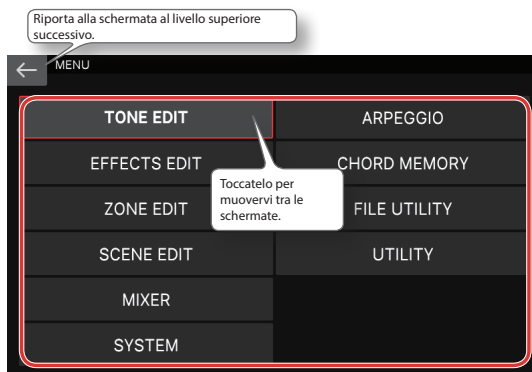 Riporta alla schermata al livello superiore
successivo.
MENU
TONE EDIT
ARPEGGIO
EFFECTS EDIT
CHORD MEMORY
Toccatelo per
muovervi tra le
schermate.
ZONE EDIT
FILE UTILITY
SCENE EDIT
UTILITY
MIXER
SYSTEM